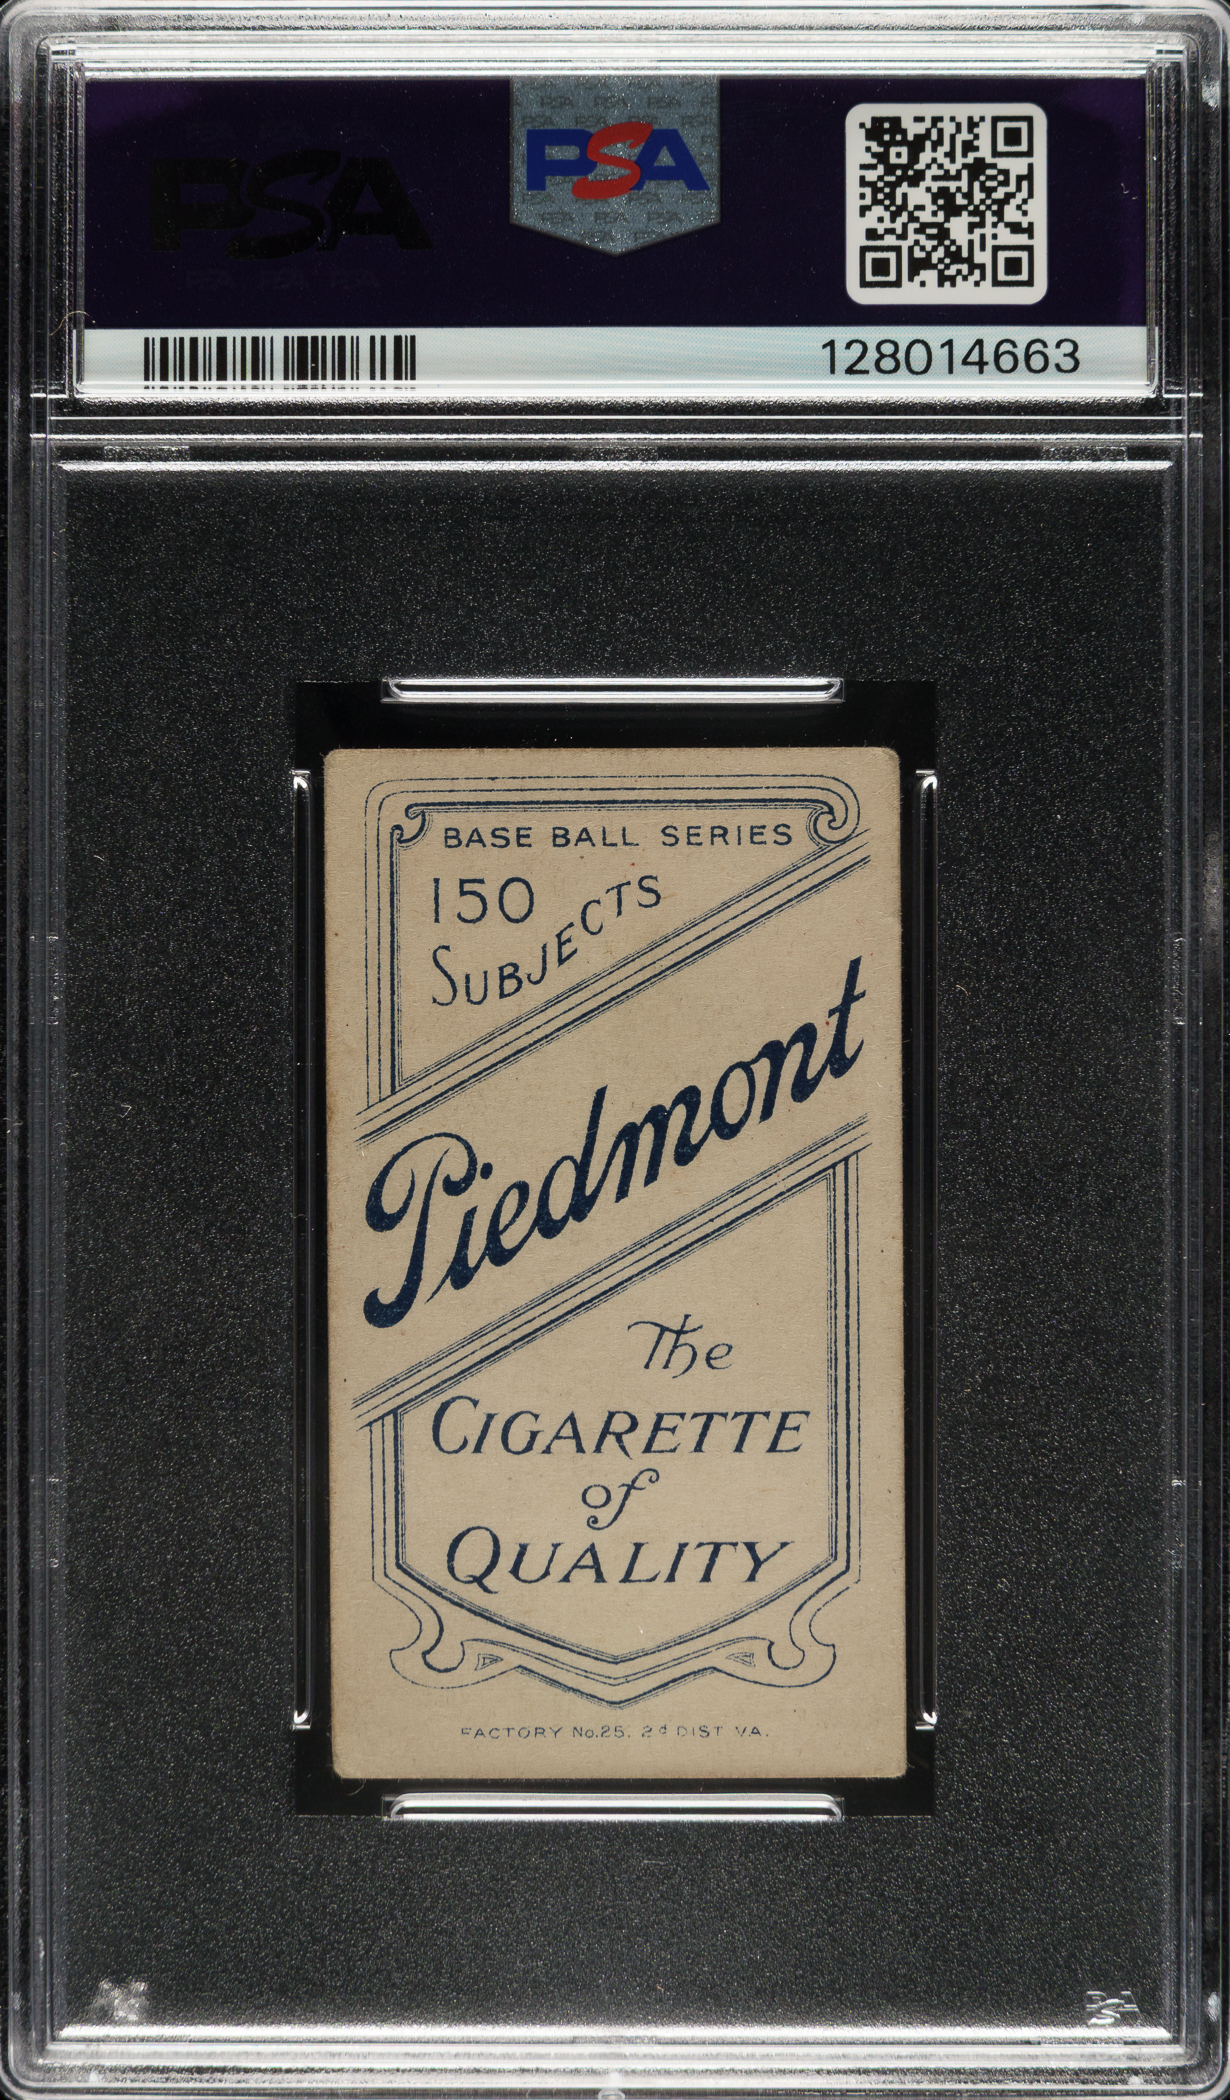 PSA
PSA
128014663
BASE BALL SERIES
150
SUBJECTS
Piedmont
The
CIGARETTE
of
QUALITY
FACTORY No.25. 2d DIST VA.
PSA